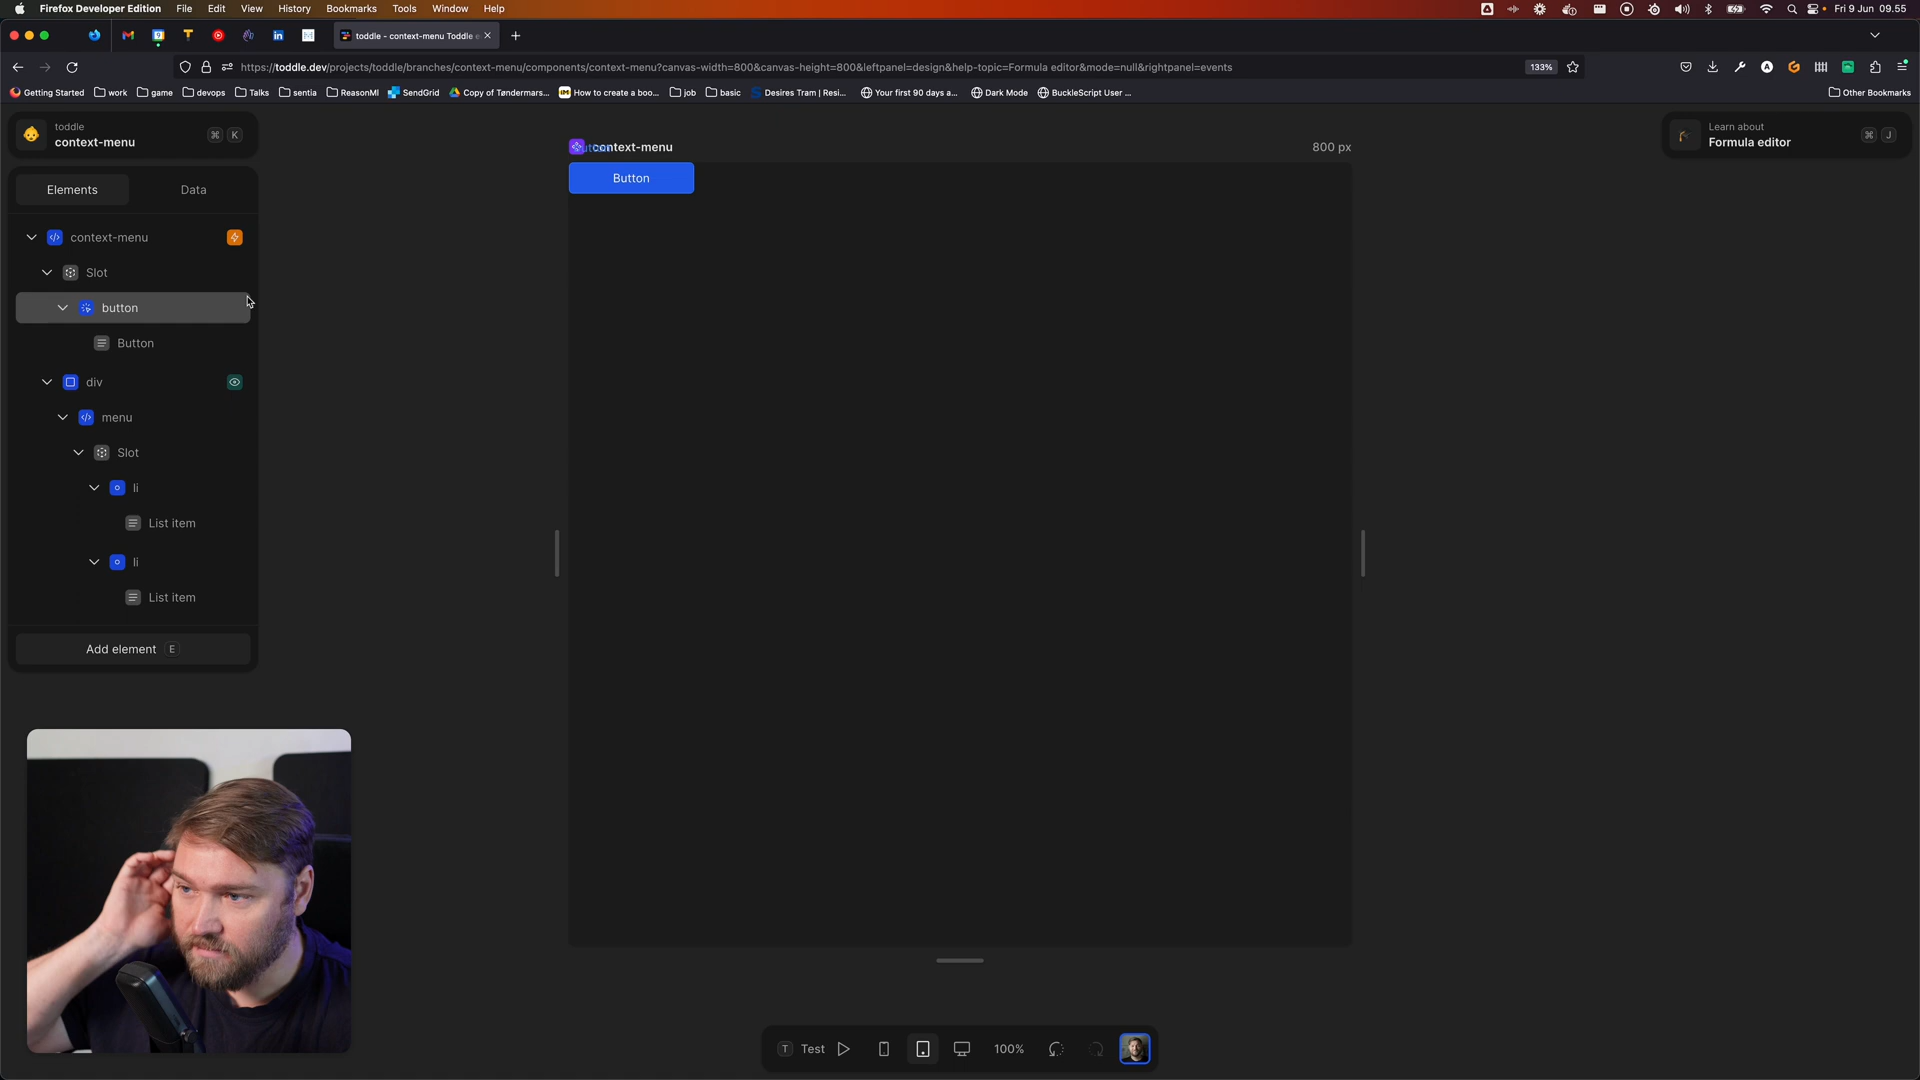 Firefox Developer Edition File Edit View History Bookmarks Tools Window Help Fri 9 Jun 09.55
toddle - context-menu Toddle e
https://toddle.dev/projects/toddle/branches/context-menu/components/context-menu?canvas-width=800&canvas-height=800&leftpanel=design&help-topic=Formula editor&mode=null&rightpanel=events 133%
Getting Started work game devops Talks sentia ReasonML SendGrid Copy of Tøndermars... How to create a boo... job basic Desires Tram | Resi... Your first 90 days a... Dark Mode BuckleScript User ... Other Bookmarks
toddle
context-menu
⌘ K
Learn about
Formula editor
⌘ J
context-menu 800 px
Button
Elements Data
context-menu
Slot
button
Button
div
menu
Slot
li
List item
li
List item
Add element E
T Test 100%